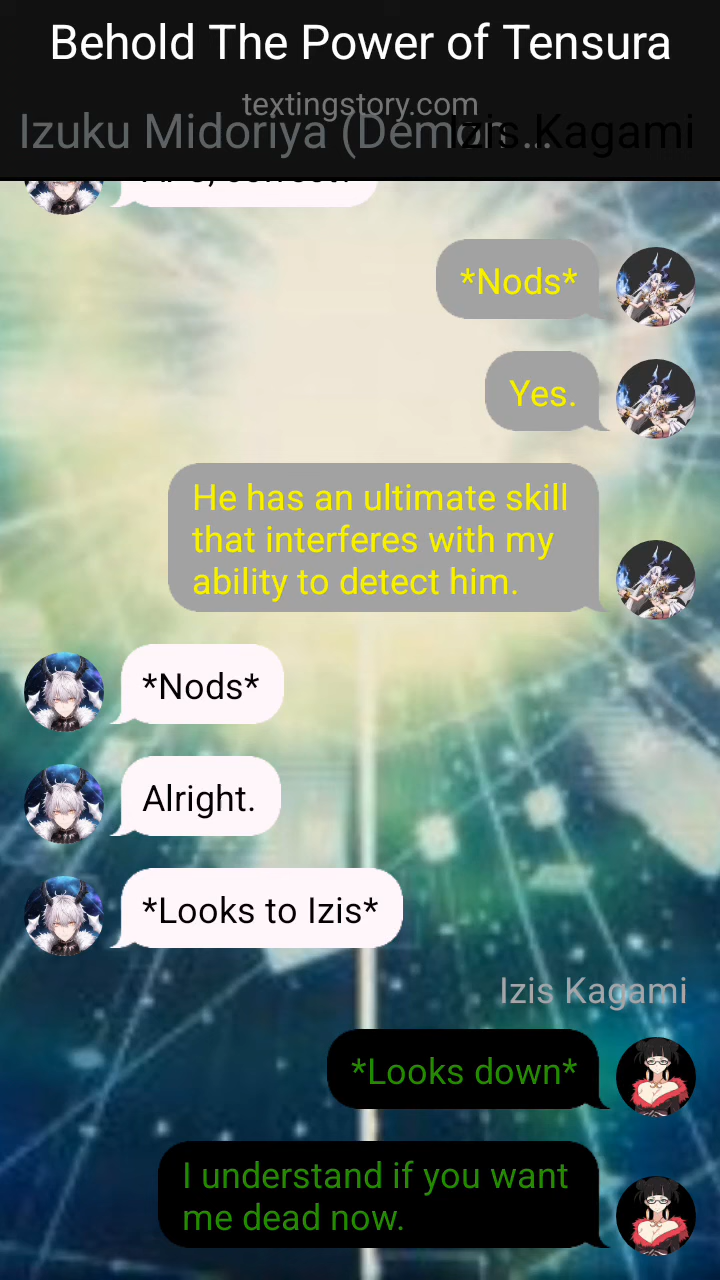 Behold The Power of Tensura
textingstory.com
Izuku Midoriya (Demon ...
Izis Kagami
*Nods*
Yes.
He has an ultimate skill
that interferes with my
ability to detect him.
*Nods*
Alright.
*Looks to Izis*
Izis Kagami
*Looks down*
I understand if you want
me dead now.